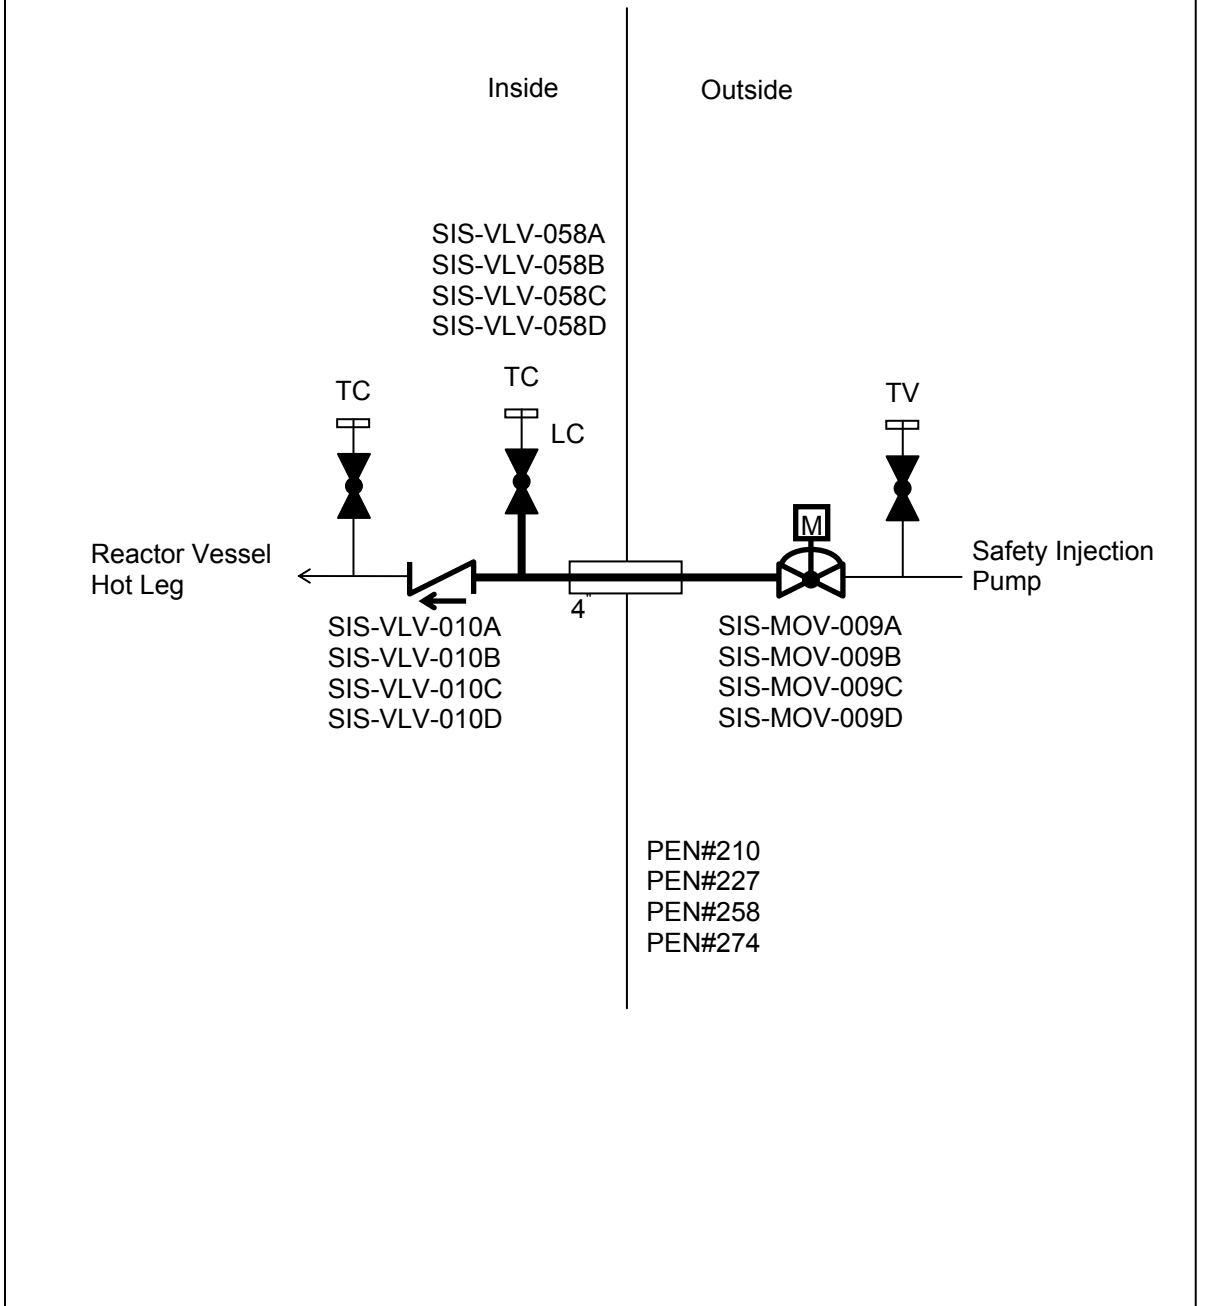 Inside
Outside
SIS-VLV-058A
SIS-VLV-058B
SIS-VLV-058C
SIS-VLV-058D
TC
TC
TV
LC
M
Reactor Vessel
Hot Leg
Safety Injection
Pump
4"
SIS-VLV-010A
SIS-VLV-010B
SIS-VLV-010C
SIS-VLV-010D
SIS-MOV-009A
SIS-MOV-009B
SIS-MOV-009C
SIS-MOV-009D
PEN#210
PEN#227
PEN#258
PEN#274